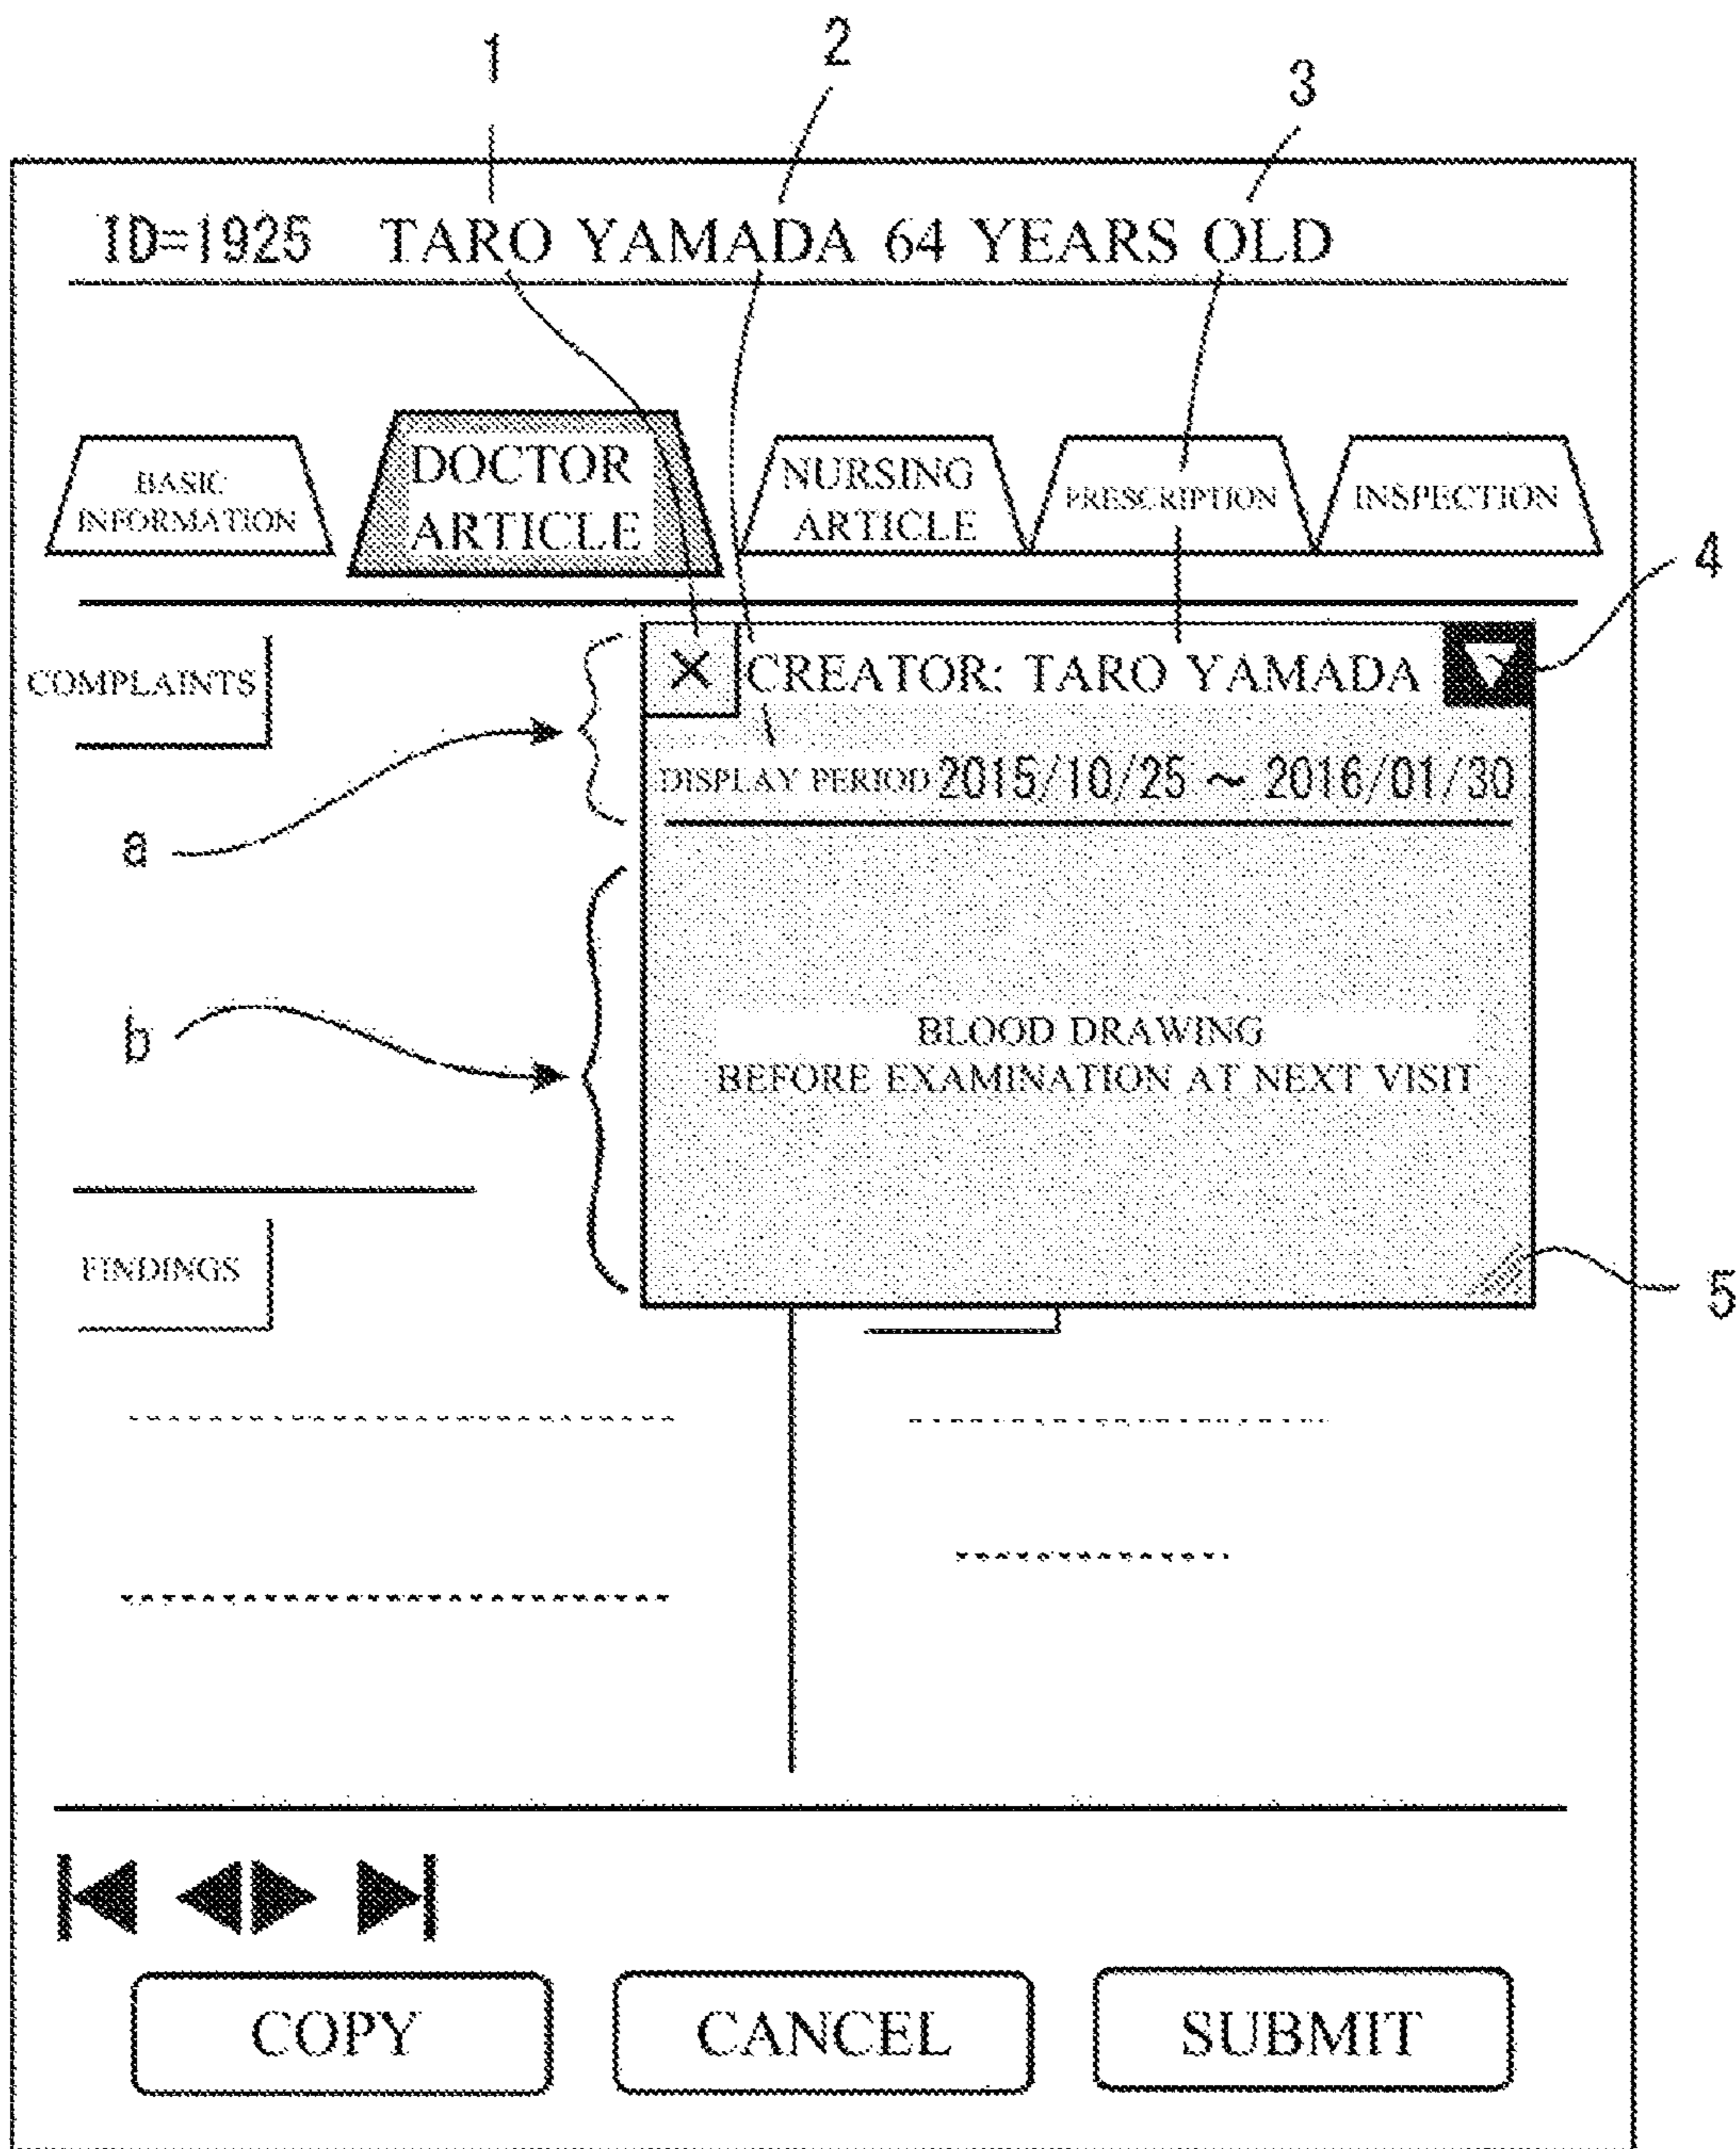 1 2 3
ID=1925 TARO YAMADA 64 YEARS OLD
BASIC
INFORMATION
DOCTOR
ARTICLE
NURSING
ARTICLE
PRESCRIPTION
INSPECTION
4
COMPLAINTS
× CREATOR: TARO YAMADA
DISPLAY PERIOD 2015/10/25 ~ 2016/01/30
a
b
BLOOD DRAWING
BEFORE EXAMINATION AT NEXT VISIT
FINDINGS
5
COPY CANCEL SUBMIT